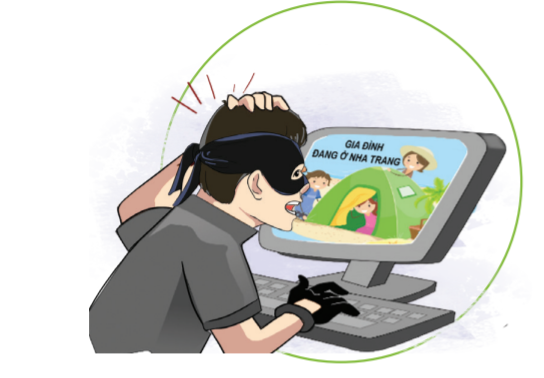 GIA ĐÌNH
ĐANG Ở NHA TRANG